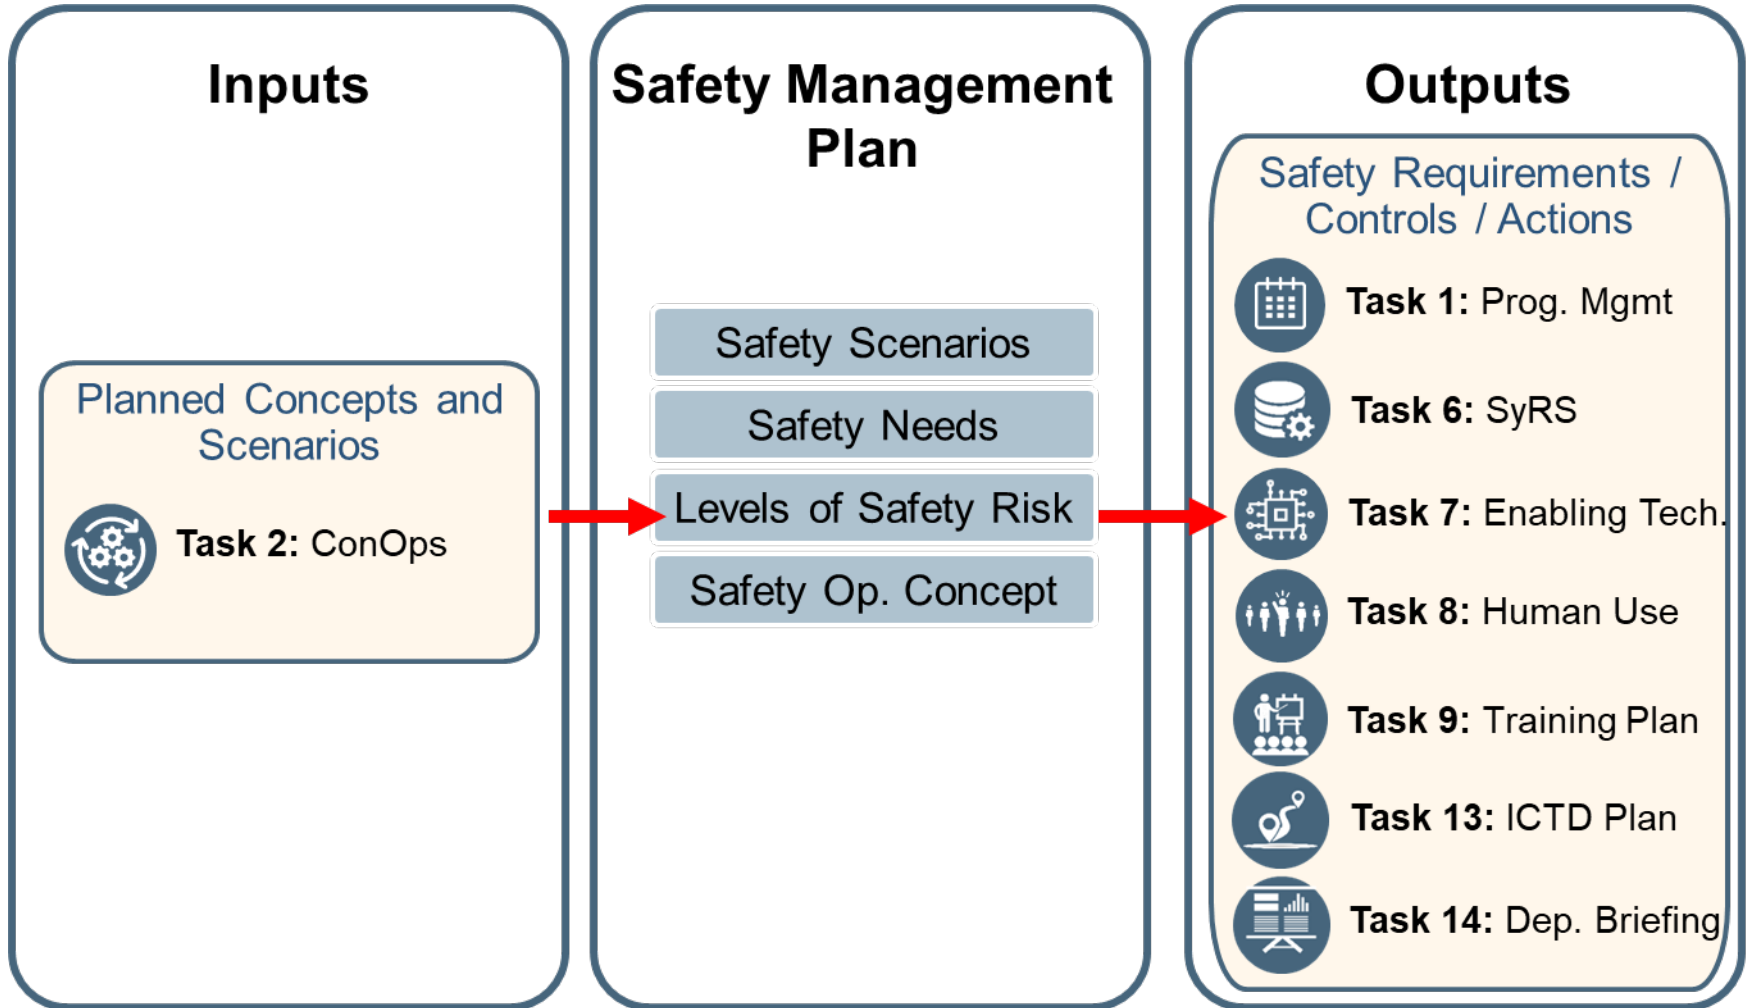 Inputs
Planned Concepts and
Scenarios
Task 2: ConOps
Safety Management
Plan
Safety Scenarios
Safety Needs
Levels of Safety Risk
Safety Op. Concept
Outputs
Safety Requirements /
Controls / Actions
Task 1: Prog. Mgmt
Task 6: SyRS
Task 7: Enabling Tech.
Task 8: Human Use
Task 9: Training Plan
Task 13: ICTD Plan
Task 14: Dep. Briefing